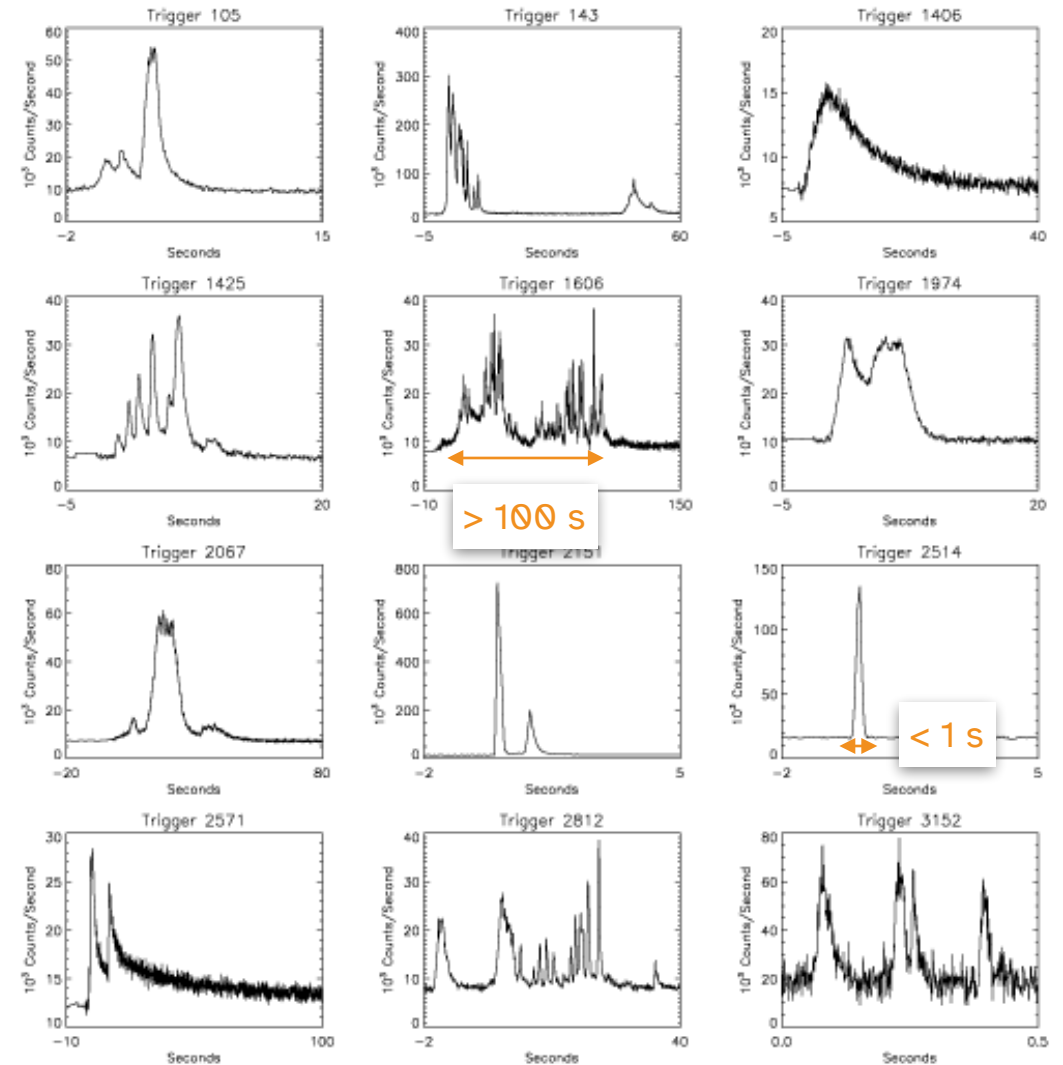 Trigger 105
60
50
40
30
20
10
0
10³ Counts/Second
-2
15
Seconds
Trigger 143
400
300
200
100
0
10³ Counts/Second
-5
60
Seconds
Trigger 1406
20
15
10
5
10³ Counts/Second
-5
40
Seconds
Trigger 1425
40
30
20
10
0
10³ Counts/Second
-5
20
Seconds
Trigger 1606
40
30
20
10
0
10³ Counts/Second
-10
150
Seconds
> 100 s
Trigger 1974
40
30
20
10
0
10³ Counts/Second
-5
20
Seconds
Trigger 2067
80
60
40
20
0
10³ Counts/Second
-20
80
Seconds
Trigger 2151
800
600
400
200
0
10³ Counts/Second
-2
5
Seconds
Trigger 2514
150
100
50
0
10³ Counts/Second
< 1 s
-2
5
Seconds
Trigger 2571
30
25
20
15
10
10³ Counts/Second
-10
100
Seconds
Trigger 2812
40
30
20
10
0
10³ Counts/Second
-2
40
Seconds
Trigger 3152
80
60
40
20
0
10³ Counts/Second
0.0
0.5
Seconds